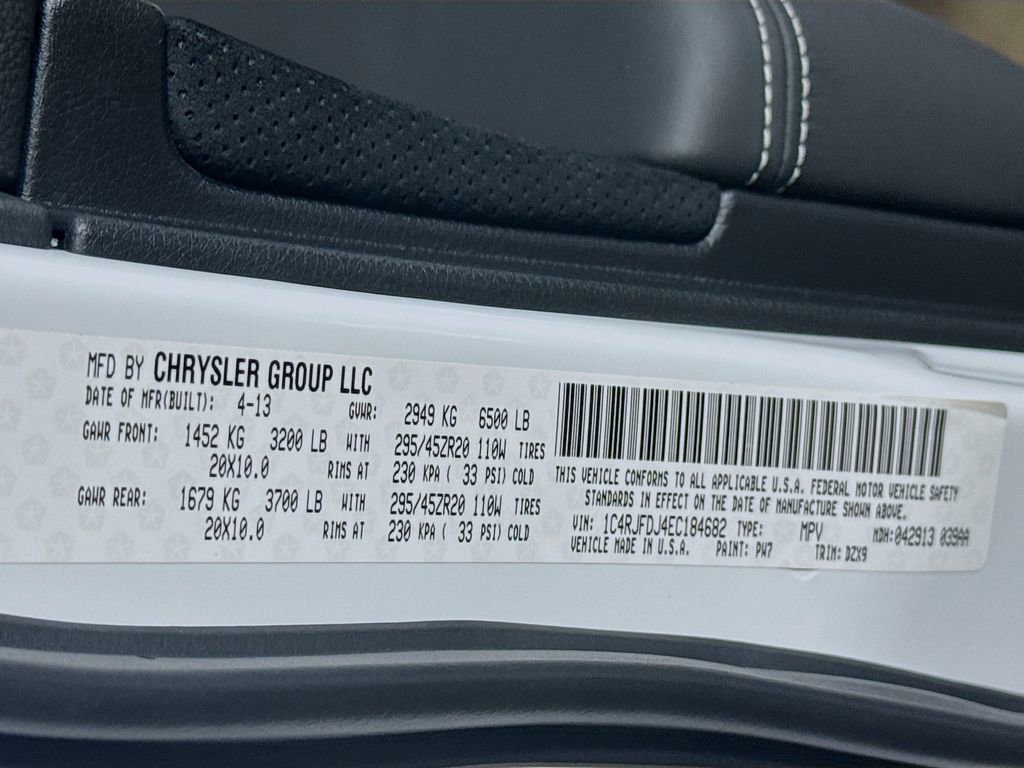 MFD BY CHRYSLER GROUP LLC
DATE OF MFR(BUILT): 4-13 GVWR: 2949 KG 6500 LB
GAWR FRONT: 1452 KG 3200 LB WITH 295/45ZR20 110W TIRES
20X10.0 RIMS AT 230 KPA ( 33 PSI) COLD
GAWR REAR: 1679 KG 3700 LB WITH 295/45ZR20 110W TIRES
20X10.0 RIMS AT 230 KPA ( 33 PSI) COLD
THIS VEHICLE CONFORMS TO ALL APPLICABLE U.S.A. FEDERAL MOTOR VEHICLE SAFETY
STANDARDS IN EFFECT ON THE DATE OF MANUFACTURE SHOWN ABOVE.
VIN: 1C4RJFDJ4EC184682 TYPE: MPV MDH: 042913 039AA
VEHICLE MADE IN U.S.A. PAINT: PW7 TRIM: DZX9